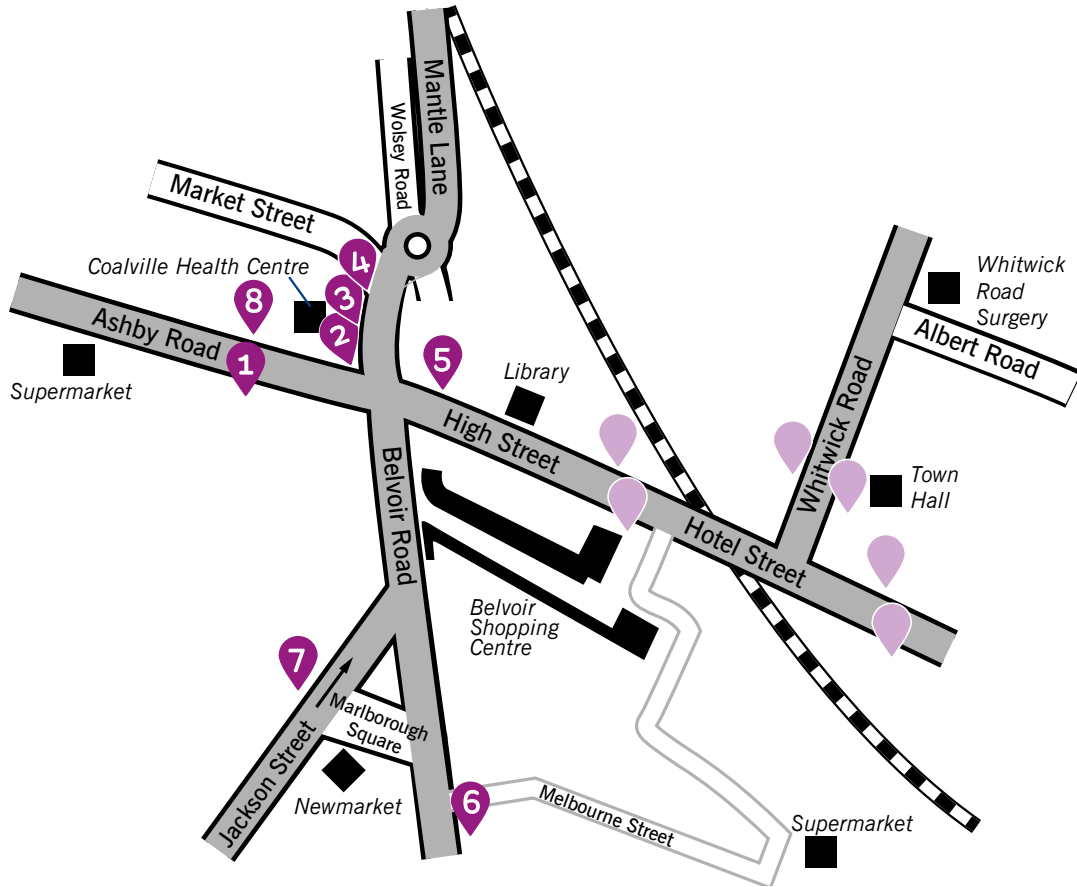 Mantle Lane
Wolsey Road
Market Street
Coalville Health Centre
4
3
2
8
1
5
Ashby Road
Supermarket
Library
High Street
Whitwick
Road
Surgery
Albert Road
Whitwick Road
Town
Hall
Hotel Street
Belvoir Road
Belvoir
Shopping
Centre
7
Marlborough
Square
Jackson Street
Newmarket
6
Melbourne Street
Supermarket